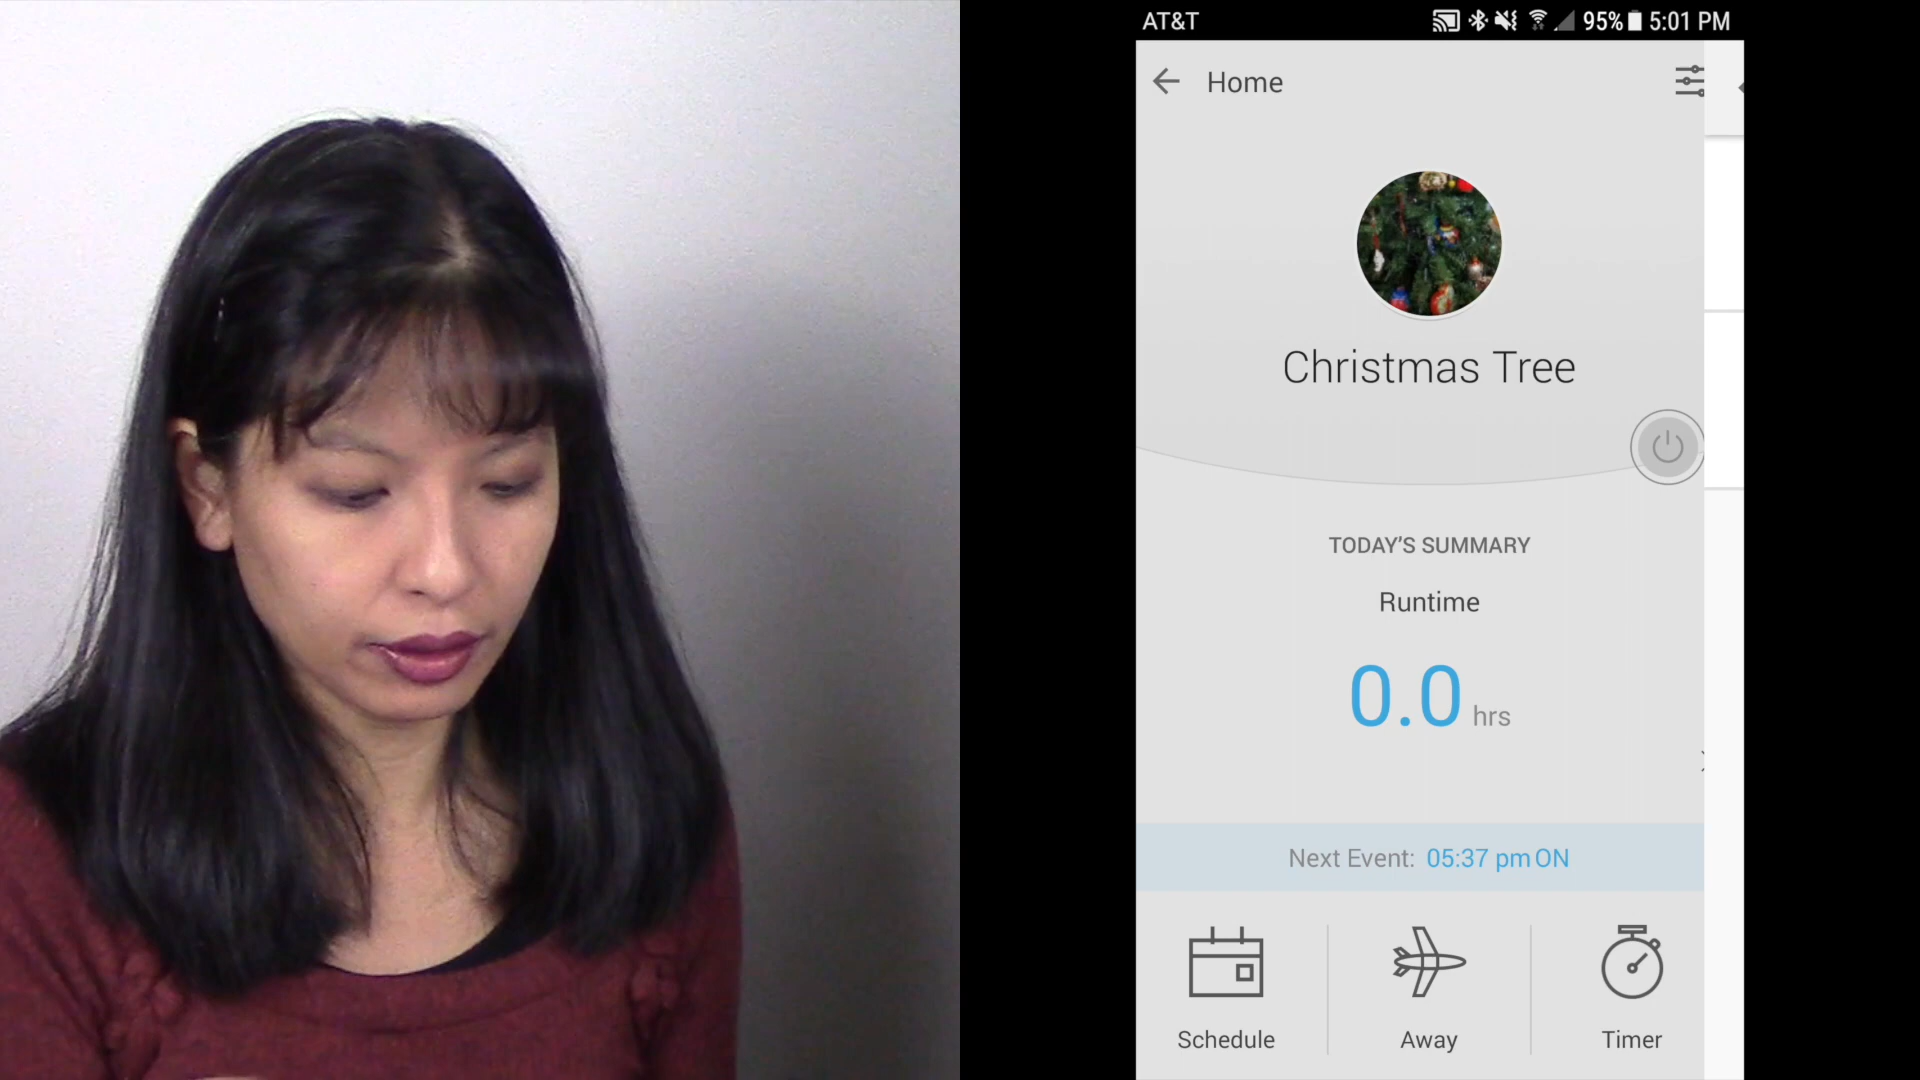 AT&T 95% 5:01 PM
Home
Christmas Tree
TODAY'S SUMMARY
Runtime
0.0 hrs
Next Event: 05:37 pm ON
Schedule Away Timer